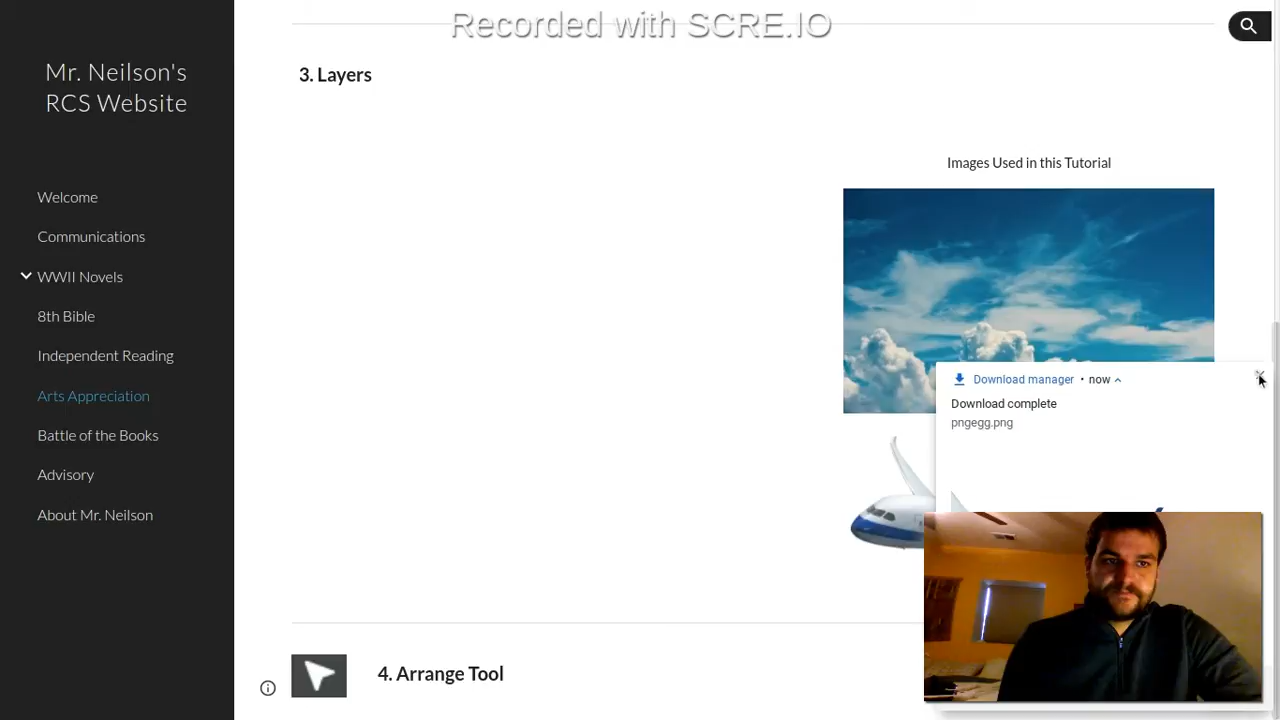 Recorded with SCRE.IO
Mr. Neilson's
RCS Website
Welcome
Communications
WWII Novels
8th Bible
Independent Reading
Arts Appreciation
Battle of the Books
Advisory
About Mr. Neilson
3. Layers
Images Used in this Tutorial
Download manager • now
Download complete
pngegg.png
4. Arrange Tool